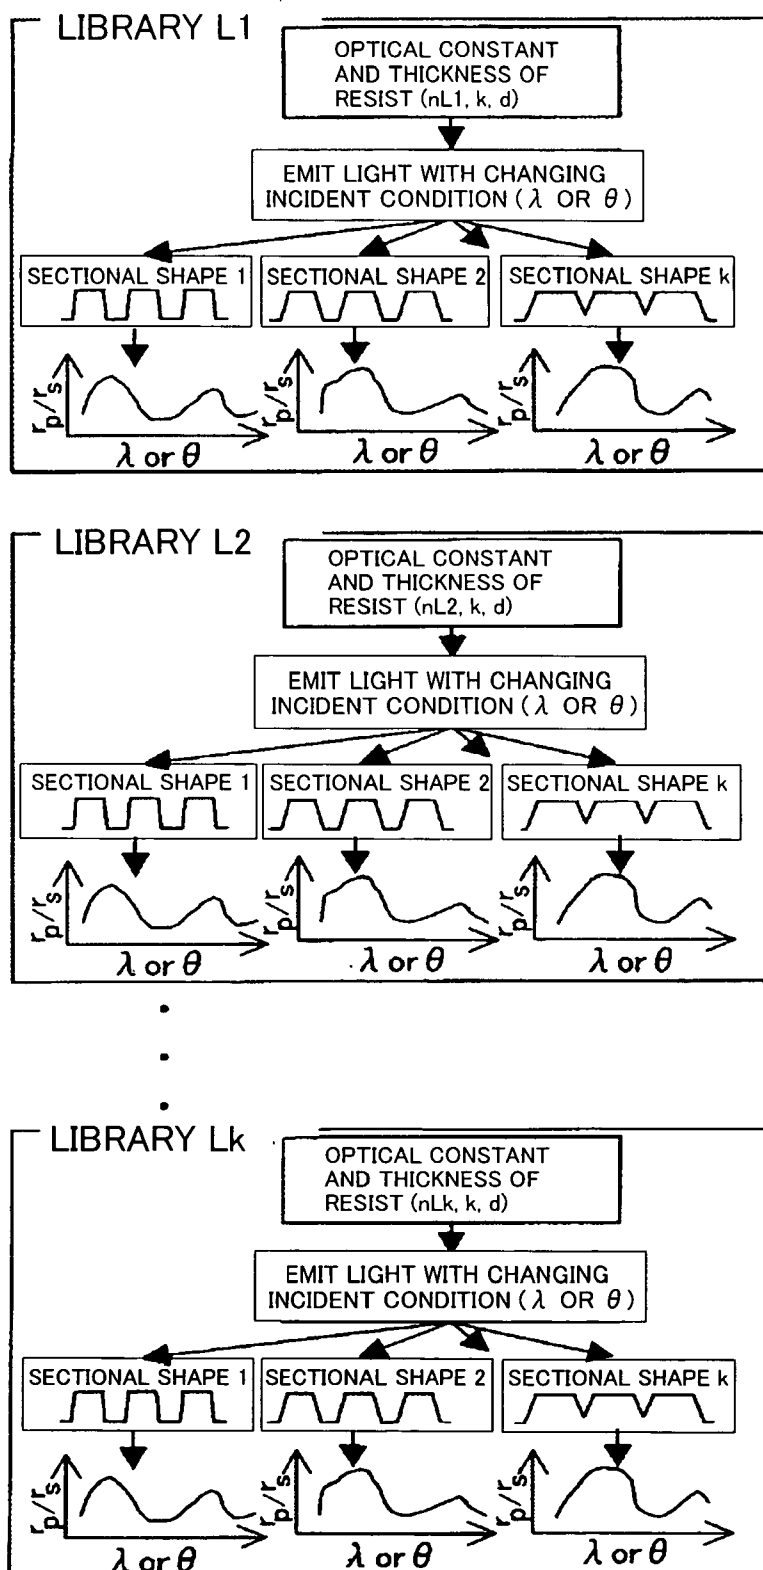 LIBRARY L1
OPTICAL CONSTANT
AND THICKNESS OF
RESIST (nL1, k, d)
EMIT LIGHT WITH CHANGING
INCIDENT CONDITION (λ OR θ)
SECTIONAL SHAPE 1
SECTIONAL SHAPE 2
SECTIONAL SHAPE k
rp/rs
rp/rs
rp/rs
λ or θ
λ or θ
λ or θ
LIBRARY L2
OPTICAL CONSTANT
AND THICKNESS OF
RESIST (nL2, k, d)
EMIT LIGHT WITH CHANGING
INCIDENT CONDITION (λ OR θ)
SECTIONAL SHAPE 1
SECTIONAL SHAPE 2
SECTIONAL SHAPE k
rp/rs
rp/rs
rp/rs
λ or θ
λ or θ
λ or θ
LIBRARY Lk
OPTICAL CONSTANT
AND THICKNESS OF
RESIST (nLk, k, d)
EMIT LIGHT WITH CHANGING
INCIDENT CONDITION (λ OR θ)
SECTIONAL SHAPE 1
SECTIONAL SHAPE 2
SECTIONAL SHAPE k
rp/rs
rp/rs
rp/rs
λ or θ
λ or θ
λ or θ